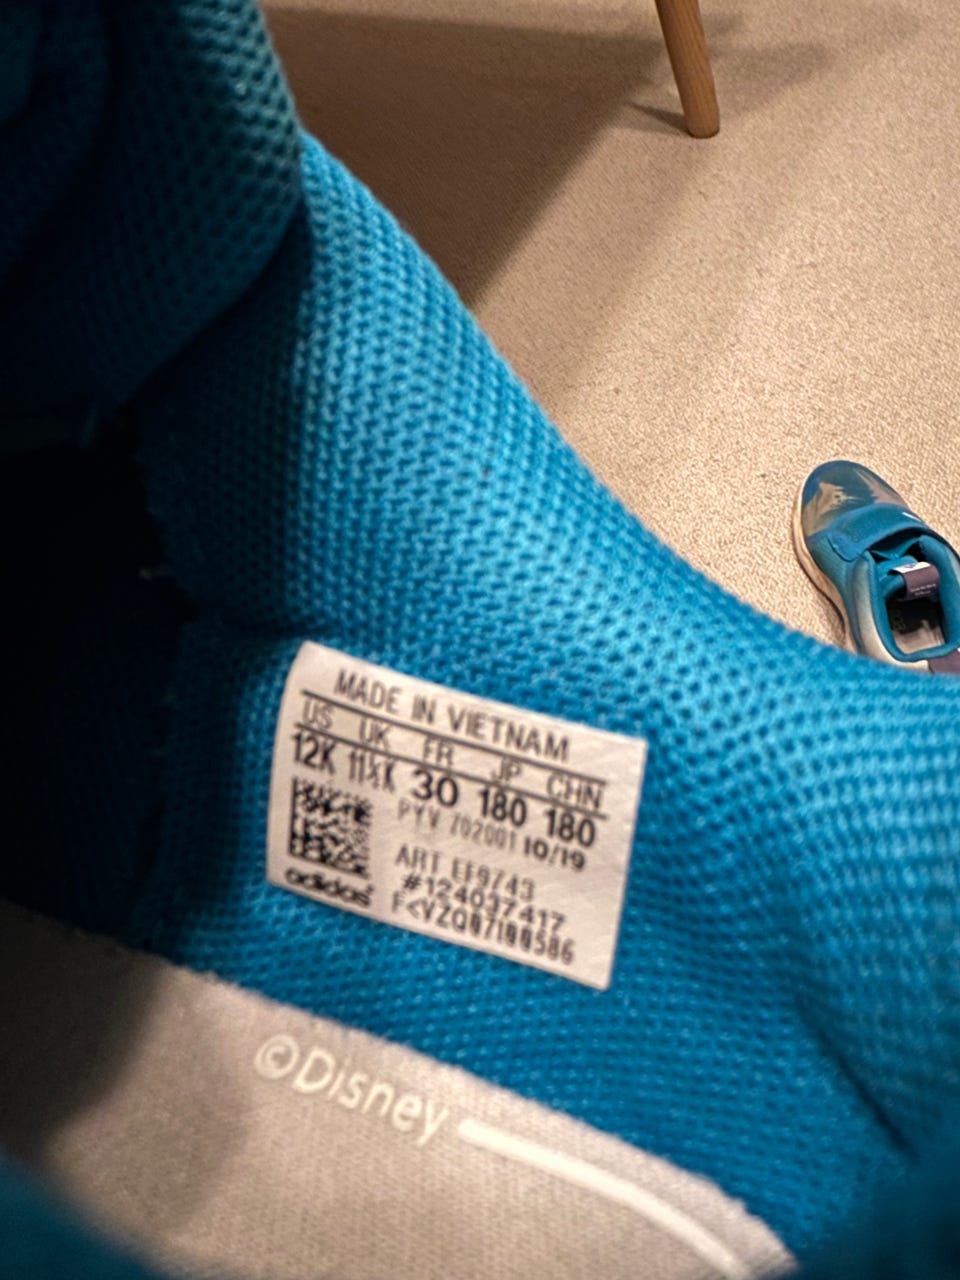 MADE IN VIETNAM
US UK FR JP CHN
12K 11½K 30 180 180
PYV 702001 10/19
ART EF9743
#124037417
F<VZQ07I00586
adidas
©Disney